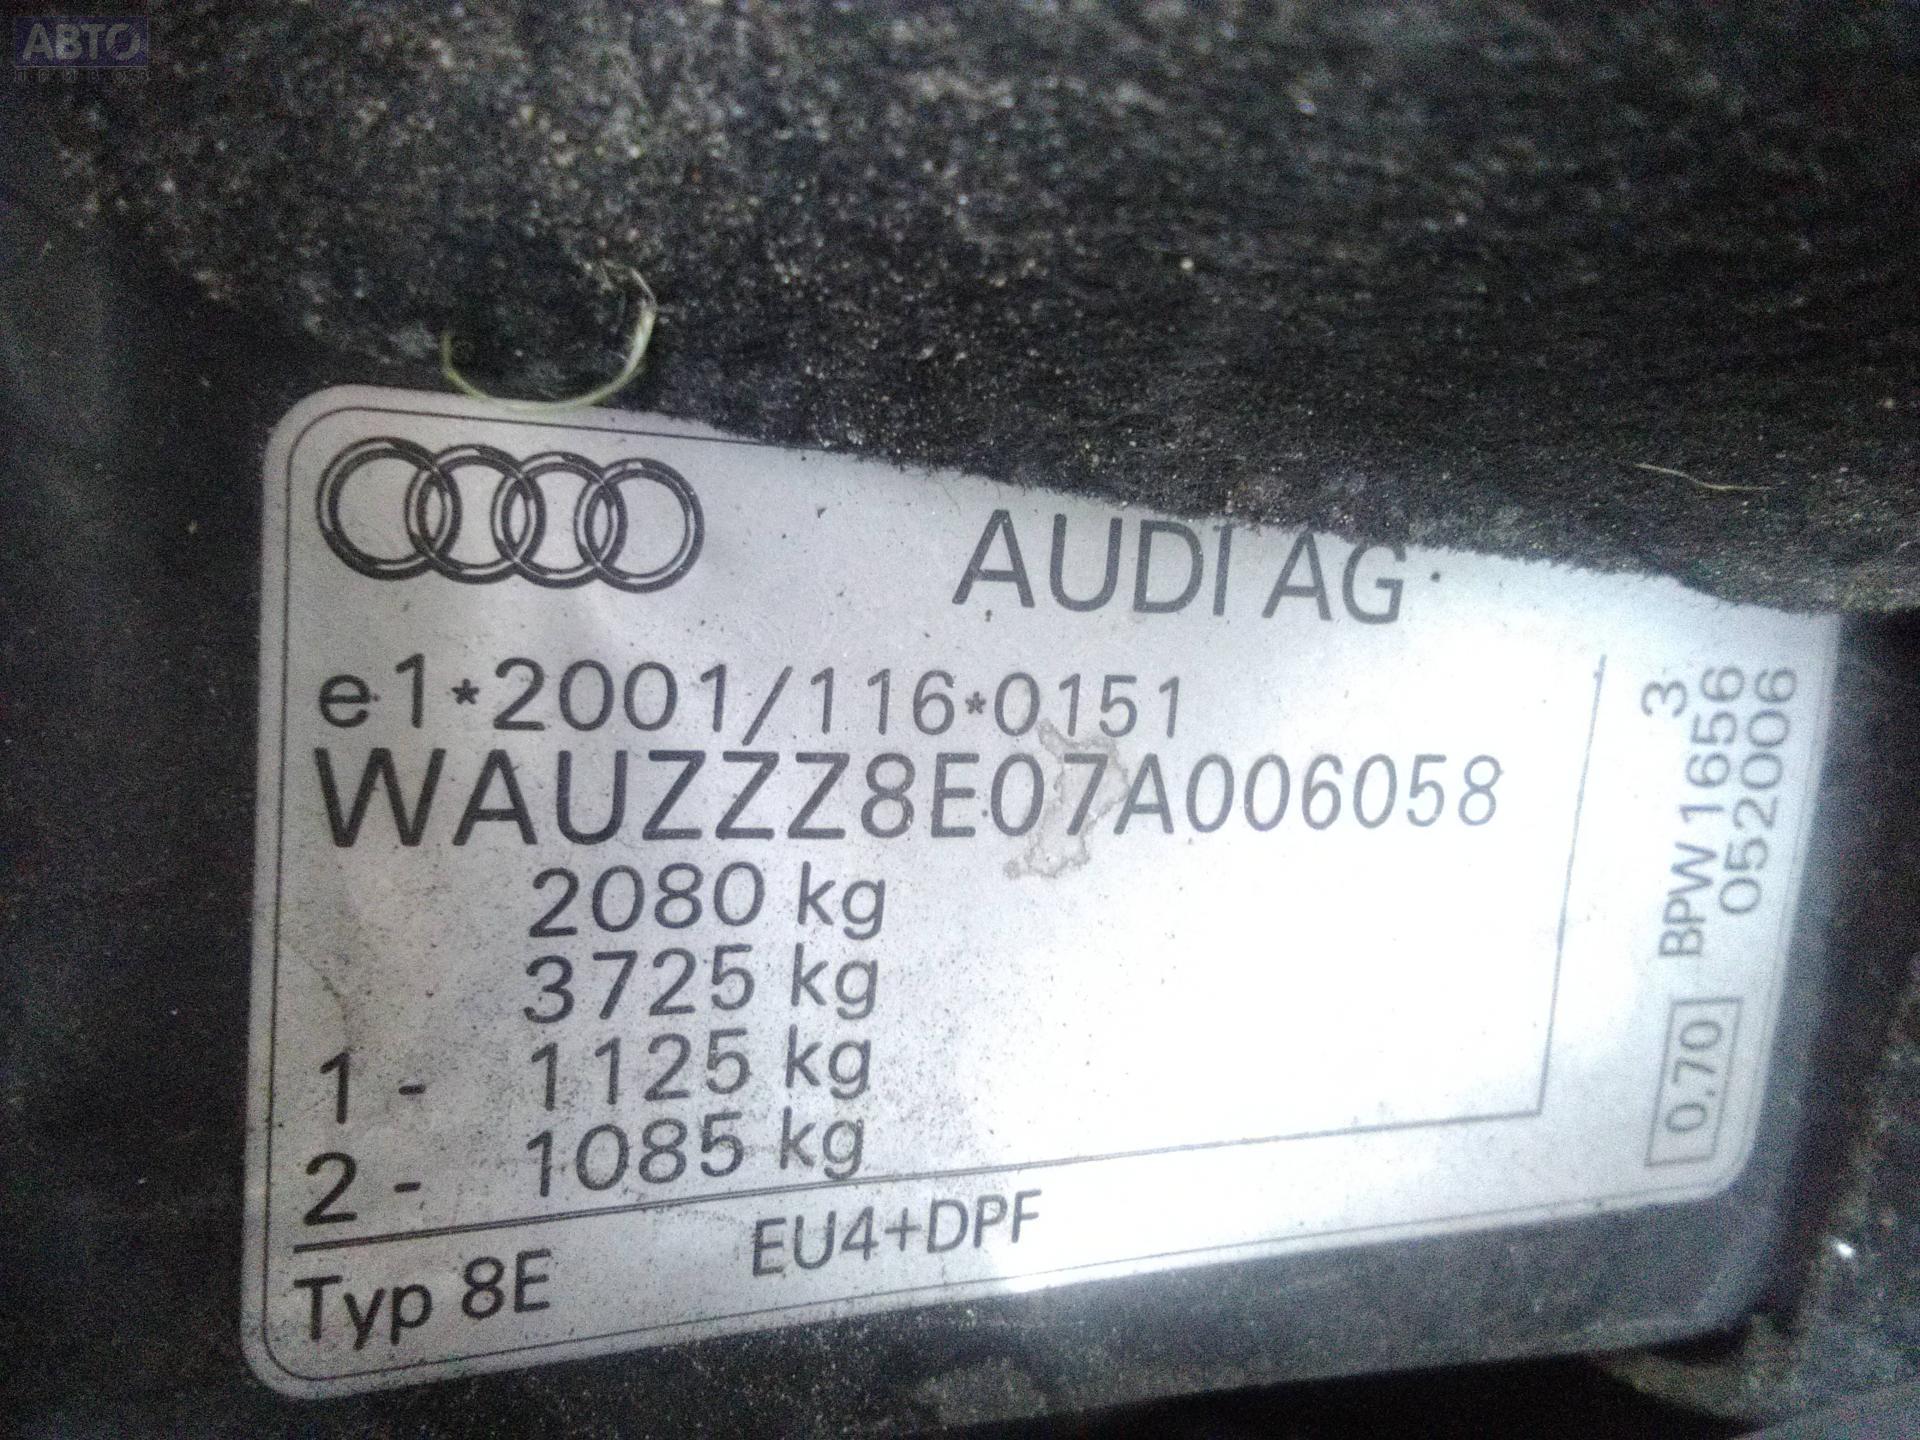 АВТО
ПРИВОЗ
AUDI AG
e1*2001/116*0151
WAUZZZ8E07A006058
2080 kg
3725 kg
1 - 1125 kg
2 - 1085 kg
Typ 8E EU4+DPF
3
BPW 1656
052006
0,70